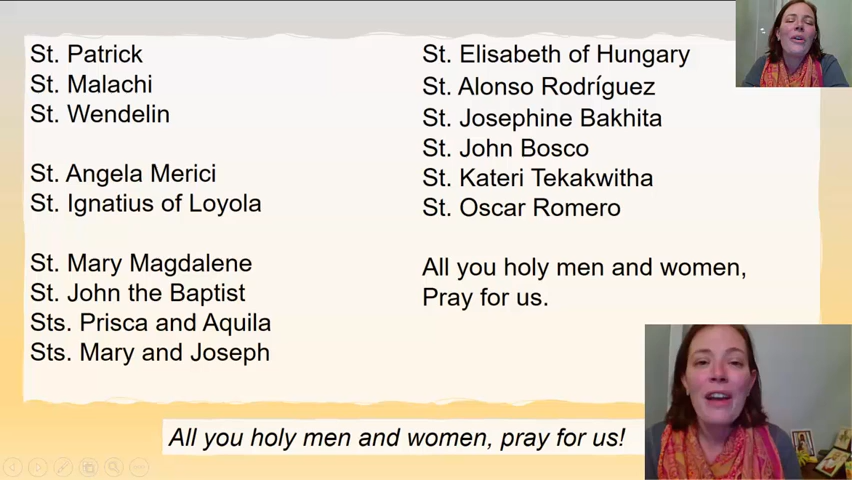 St. Patrick
St. Malachi
St. Wendelin
St. Angela Merici
St. Ignatius of Loyola
St. Mary Magdalene
St. John the Baptist
Sts. Prisca and Aquila
Sts. Mary and Joseph
St. Elisabeth of Hungary
St. Alonso Rodríguez
St. Josephine Bakhita
St. John Bosco
St. Kateri Tekakwitha
St. Oscar Romero
All you holy men and women,
Pray for us.
All you holy men and women, pray for us!